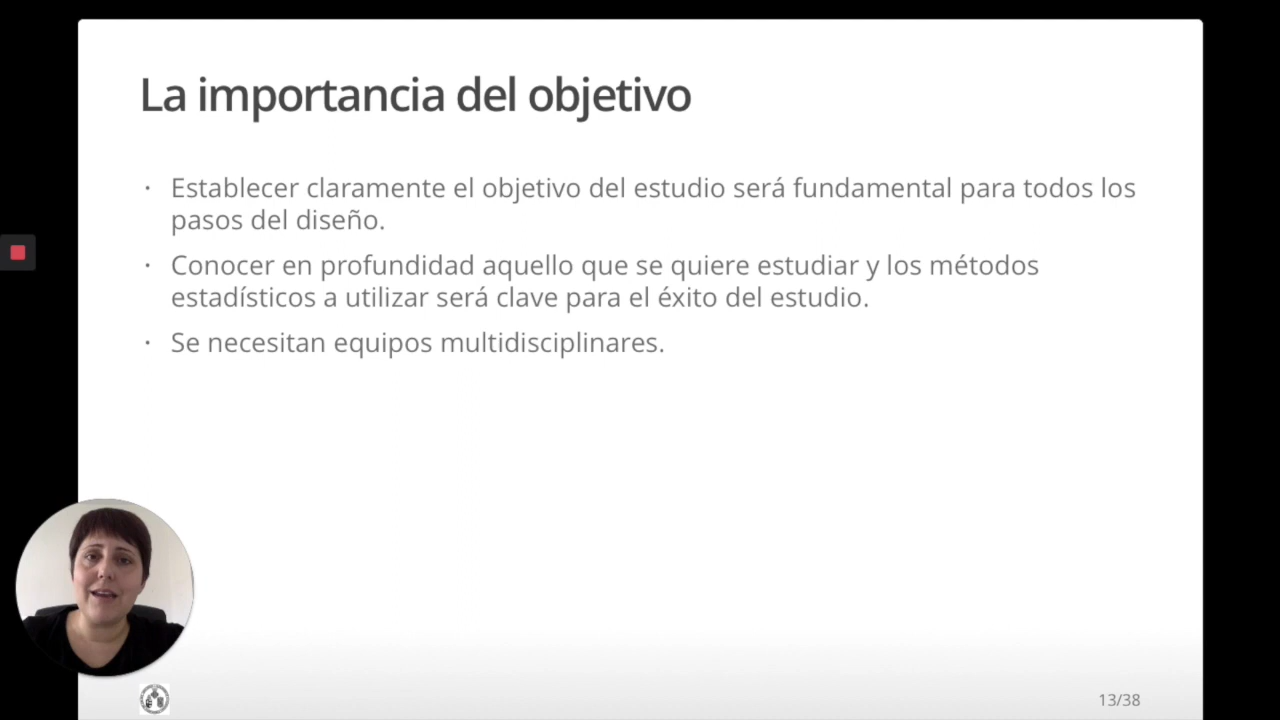 La importancia del objetivo
· Establecer claramente el objetivo del estudio será fundamental para todos los
pasos del diseño.
· Conocer en profundidad aquello que se quiere estudiar y los métodos
estadísticos a utilizar será clave para el éxito del estudio.
· Se necesitan equipos multidisciplinares.
13/38